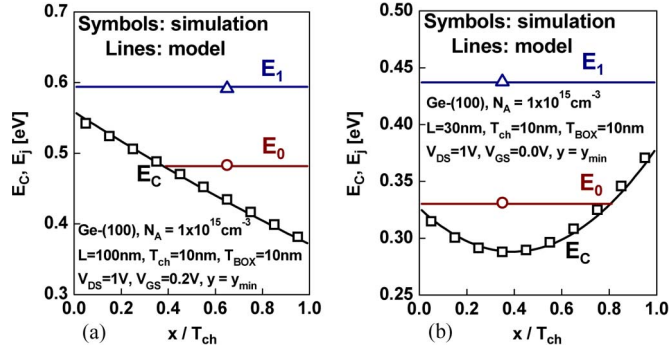 Symbols: simulation
Lines: model
E1
E0
EC
Ge-(100), NA = 1x10^15 cm^-3
L=100nm, Tch=10nm, TBOX=10nm
VDS=1V, VGS=0.2V, y = ymin
0.7
0.6
0.5
0.4
0.3
EC, Ej [eV]
0.0 0.2 0.4 0.6 0.8 1.0
(a) x / Tch
Symbols: simulation
Lines: model
E1
Ge-(100), NA = 1x10^15 cm^-3
L=30nm, Tch=10nm, TBOX=10nm
VDS=1V, VGS=0.0V, y = ymin
E0
EC
0.50
0.45
0.40
0.35
0.30
0.25
EC, Ej [eV]
0.0 0.2 0.4 0.6 0.8 1.0
(b) x / Tch